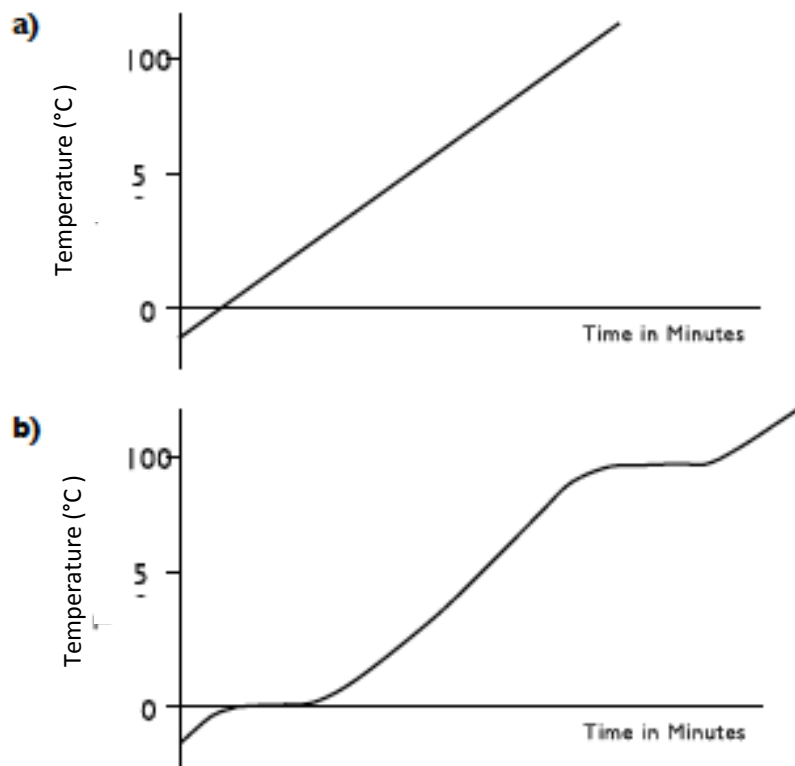 a)
Temperature (°C )
100
5
-
0
Time in Minutes
b)
Temperature (°C )
100
5
-
0
Time in Minutes